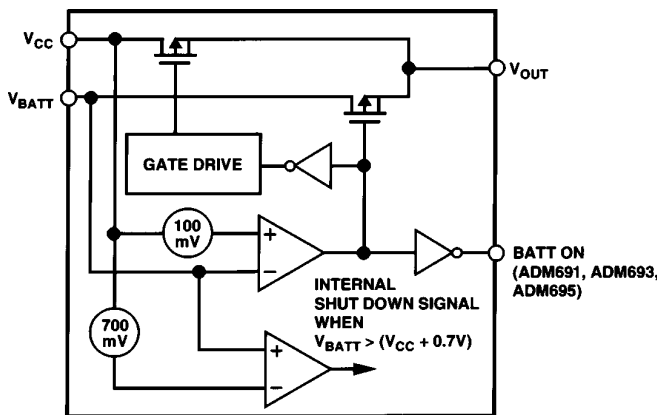 VCC
VOUT
VBATT
GATE DRIVE
100
mV
+
−
BATT ON
(ADM691, ADM693,
ADM695)
INTERNAL
SHUT DOWN SIGNAL
WHEN
VBATT > (VCC + 0.7V)
700
mV
+
−